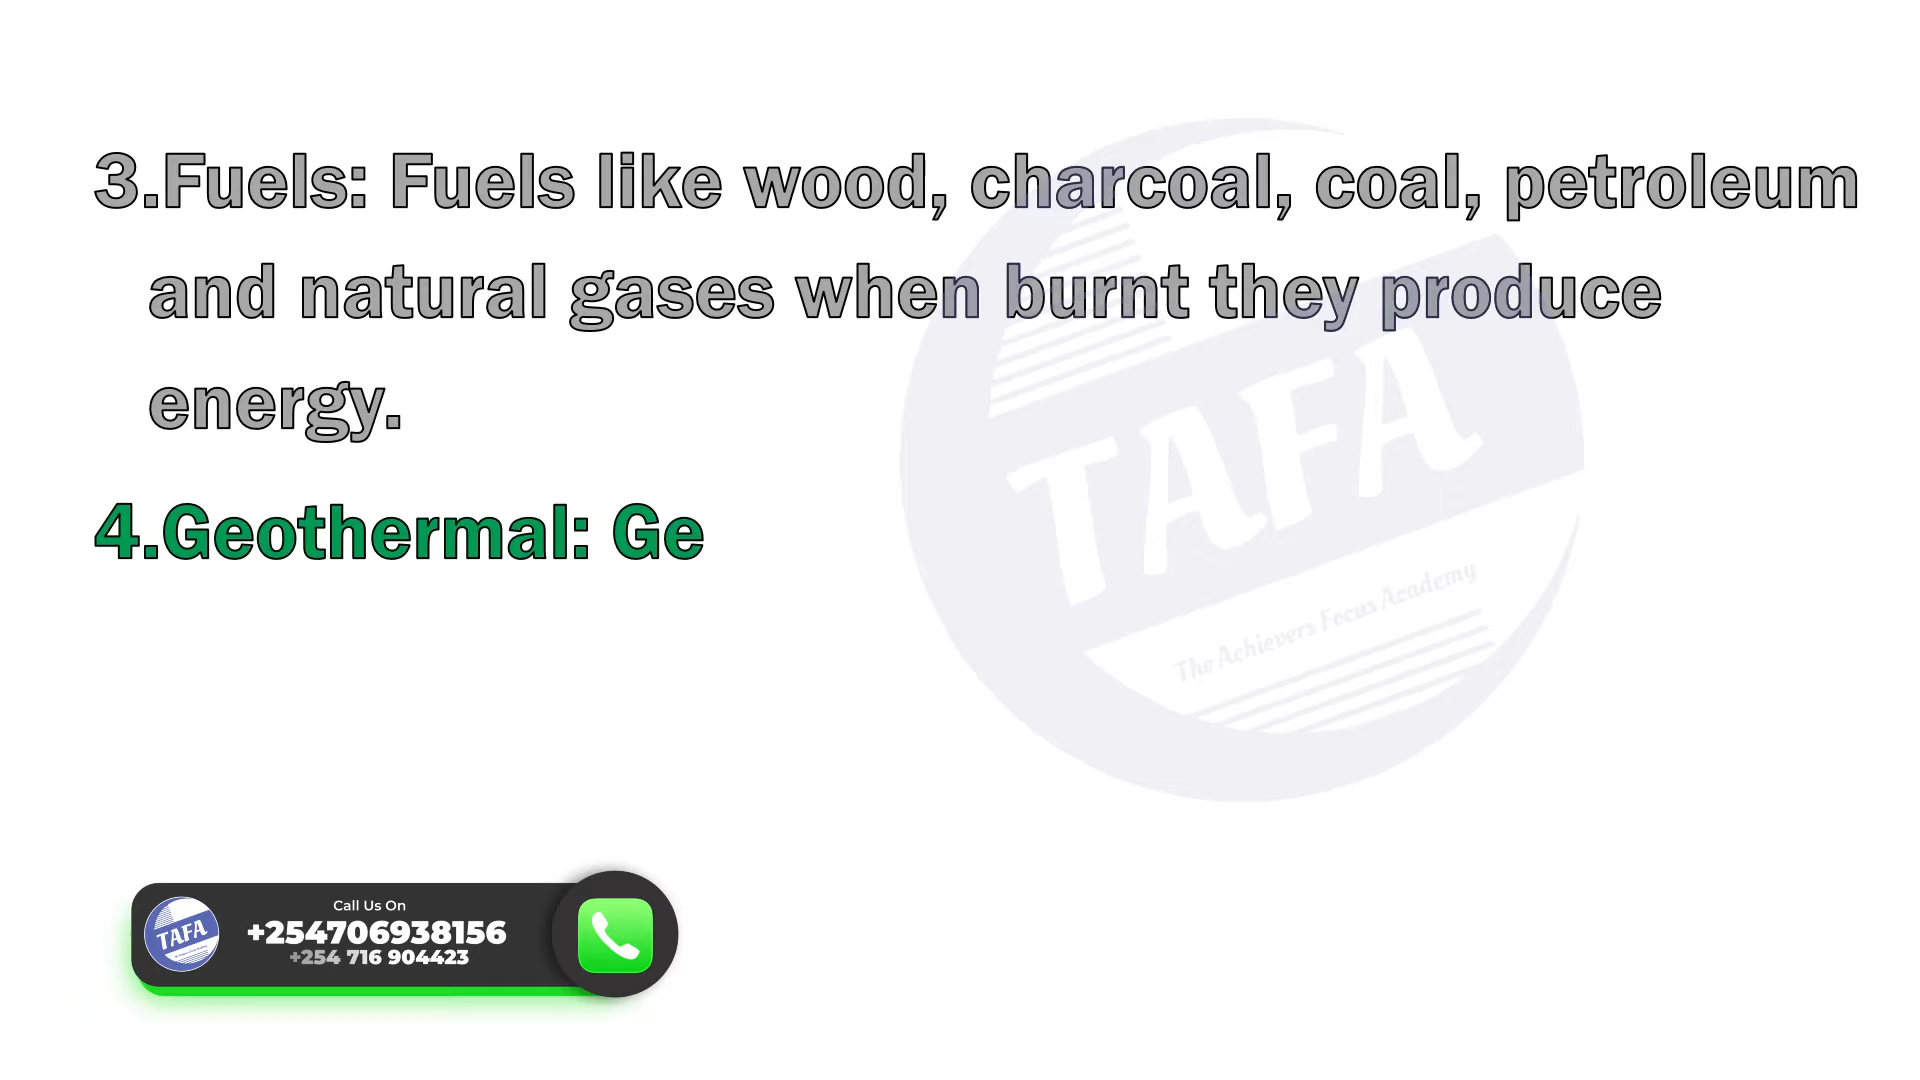 3.Fuels: Fuels like wood, charcoal, coal, petroleum
and natural gases when burnt they produce
energy.
4.Geothermal: Ge
TAFA
The Achievers Focus Academy
Call Us On
TAFA
+254706938156
+254 716 904423